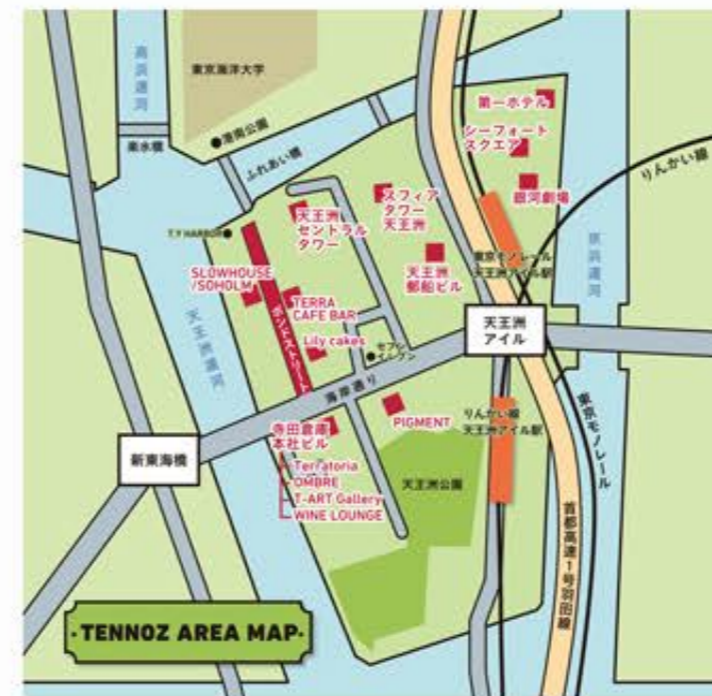 高浜運河
東京海洋大学
第一ホテル
シーフォート
スクエア
りんかい線
港南公園
楽水橋
ふれあい橋
銀河劇場
スフィア
タワー
天王洲
天王洲
セントラル
タワー
T.Y HARBOR
京浜運河
東京モノレール
天王洲アイル駅
天王洲
郵船ビル
SLOWHOUSE
/SOHOLM
TERRA
CAFE BAR
ボンドストリート
天王洲運河
天王洲
アイル
Lily cakes
セブン
イレブン
海岸通り
PIGMENT
りんかい線
天王洲アイル駅
東京モノレール
寺田倉庫
本社ビル
新東海橋
Terratoria
OMBRE
T-ART Gallery
WINE LOUNGE
天王洲公園
首都高速1号羽田線
TENNOZ AREA MAP